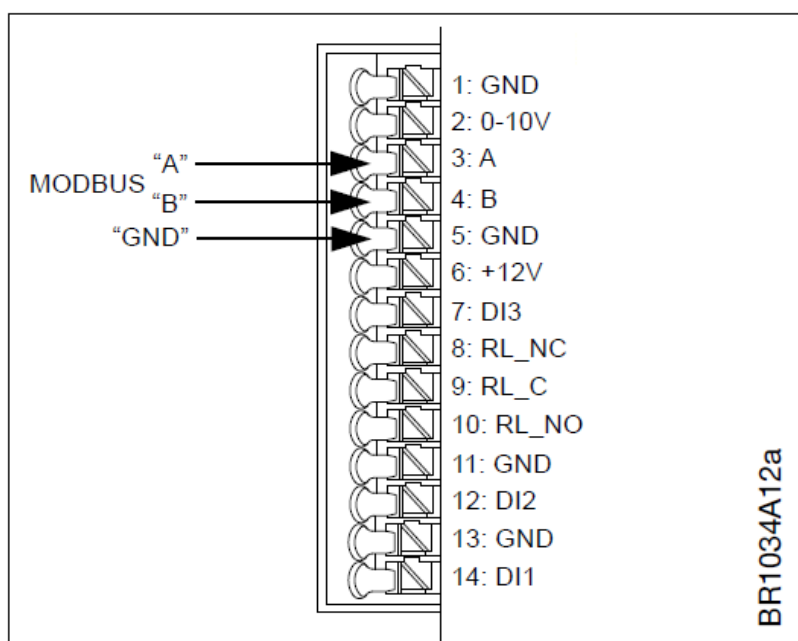 1: GND
2: 0-10V
“A”
3: A
MODBUS
“B”
4: B
“GND”
5: GND
6: +12V
7: DI3
8: RL_NC
9: RL_C
10: RL_NO
11: GND
12: DI2
13: GND
14: DI1
BR1034A12a